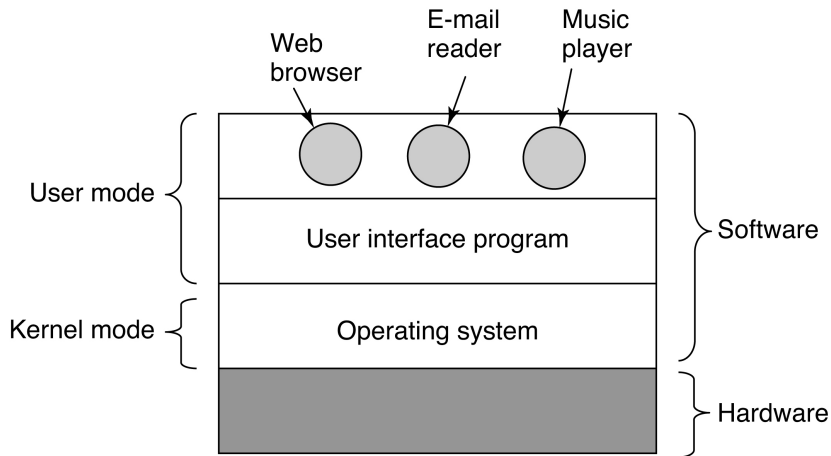 Web
browser
E-mail
reader
Music
player
User mode
User interface program
Software
Kernel mode
Operating system
Hardware